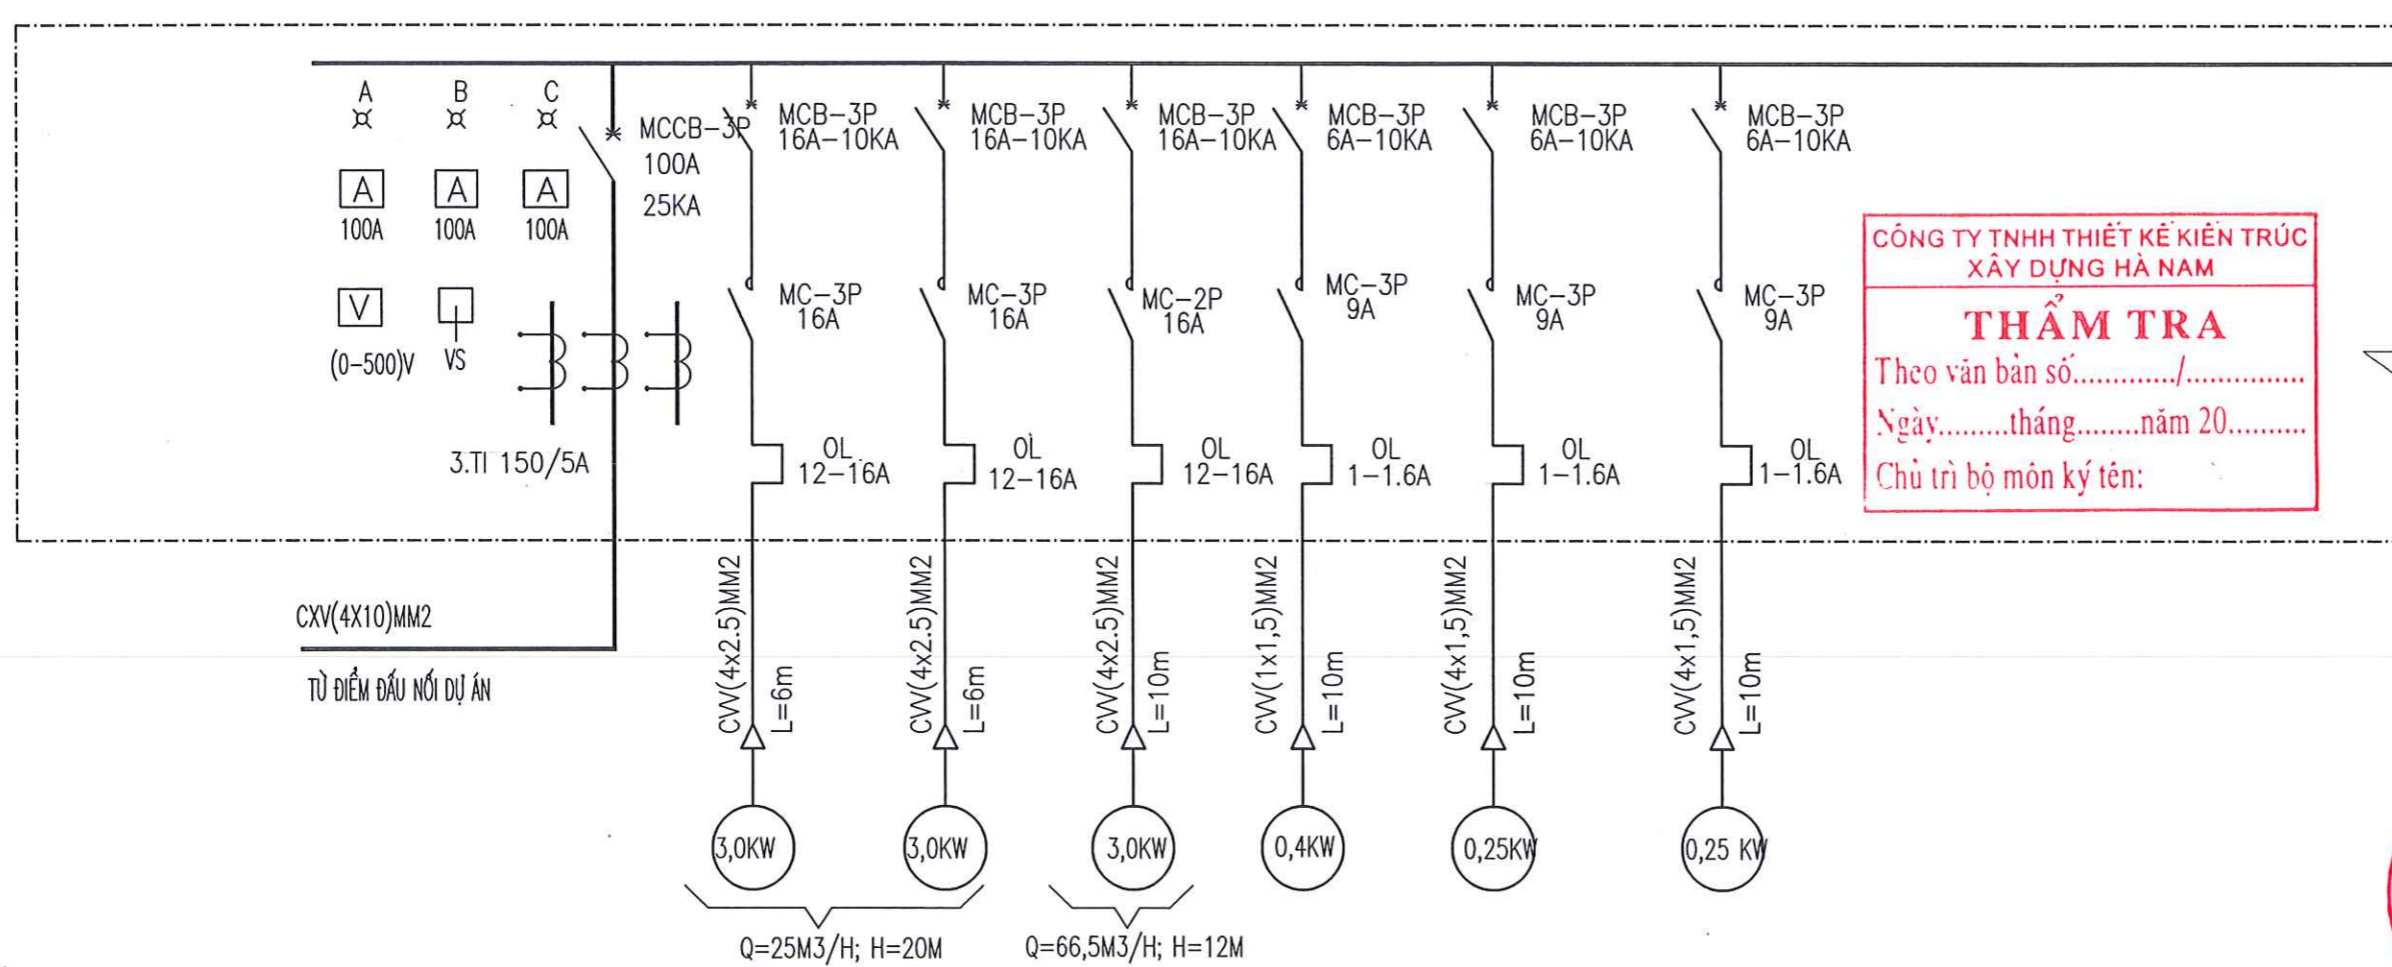 A
B
C
A
A
A
100A
100A
100A
V
(0-500)V
VS
3.TI 150/5A
MCCB-3P
100A
25KA
MCB-3P
16A-10KA
MCB-3P
16A-10KA
MCB-3P
16A-10KA
MCB-3P
6A-10KA
MCB-3P
6A-10KA
MCB-3P
6A-10KA
MC-3P
16A
MC-3P
16A
MC-2P
16A
MC-3P
9A
MC-3P
9A
MC-3P
9A
OL
12-16A
OL
12-16A
OL
12-16A
OL
1-1.6A
OL
1-1.6A
OL
1-1.6A
CÔNG TY TNHH THIẾT KẾ KIẾN TRÚC
XÂY DỰNG HÀ NAM
THẨM TRA
Theo văn bản số............./...............
Ngày.........tháng........năm 20..........
Chủ trì bộ môn ký tên:
CXV(4X10)MM2
TỪ ĐIỂM ĐẤU NỐI DỰ ÁN
CVV(4x2.5)MM2
L=6m
CVV(4x2.5)MM2
L=6m
CVV(4x2.5)MM2
L=10m
CVV(1x1,5)MM2
L=10m
CVV(4x1,5)MM2
L=10m
CVV(4x1,5)MM2
L=10m
3,0KW
3,0KW
3,0KW
0,4KW
0,25KW
0,25 KW
Q=25M3/H; H=20M
Q=66,5M3/H; H=12M